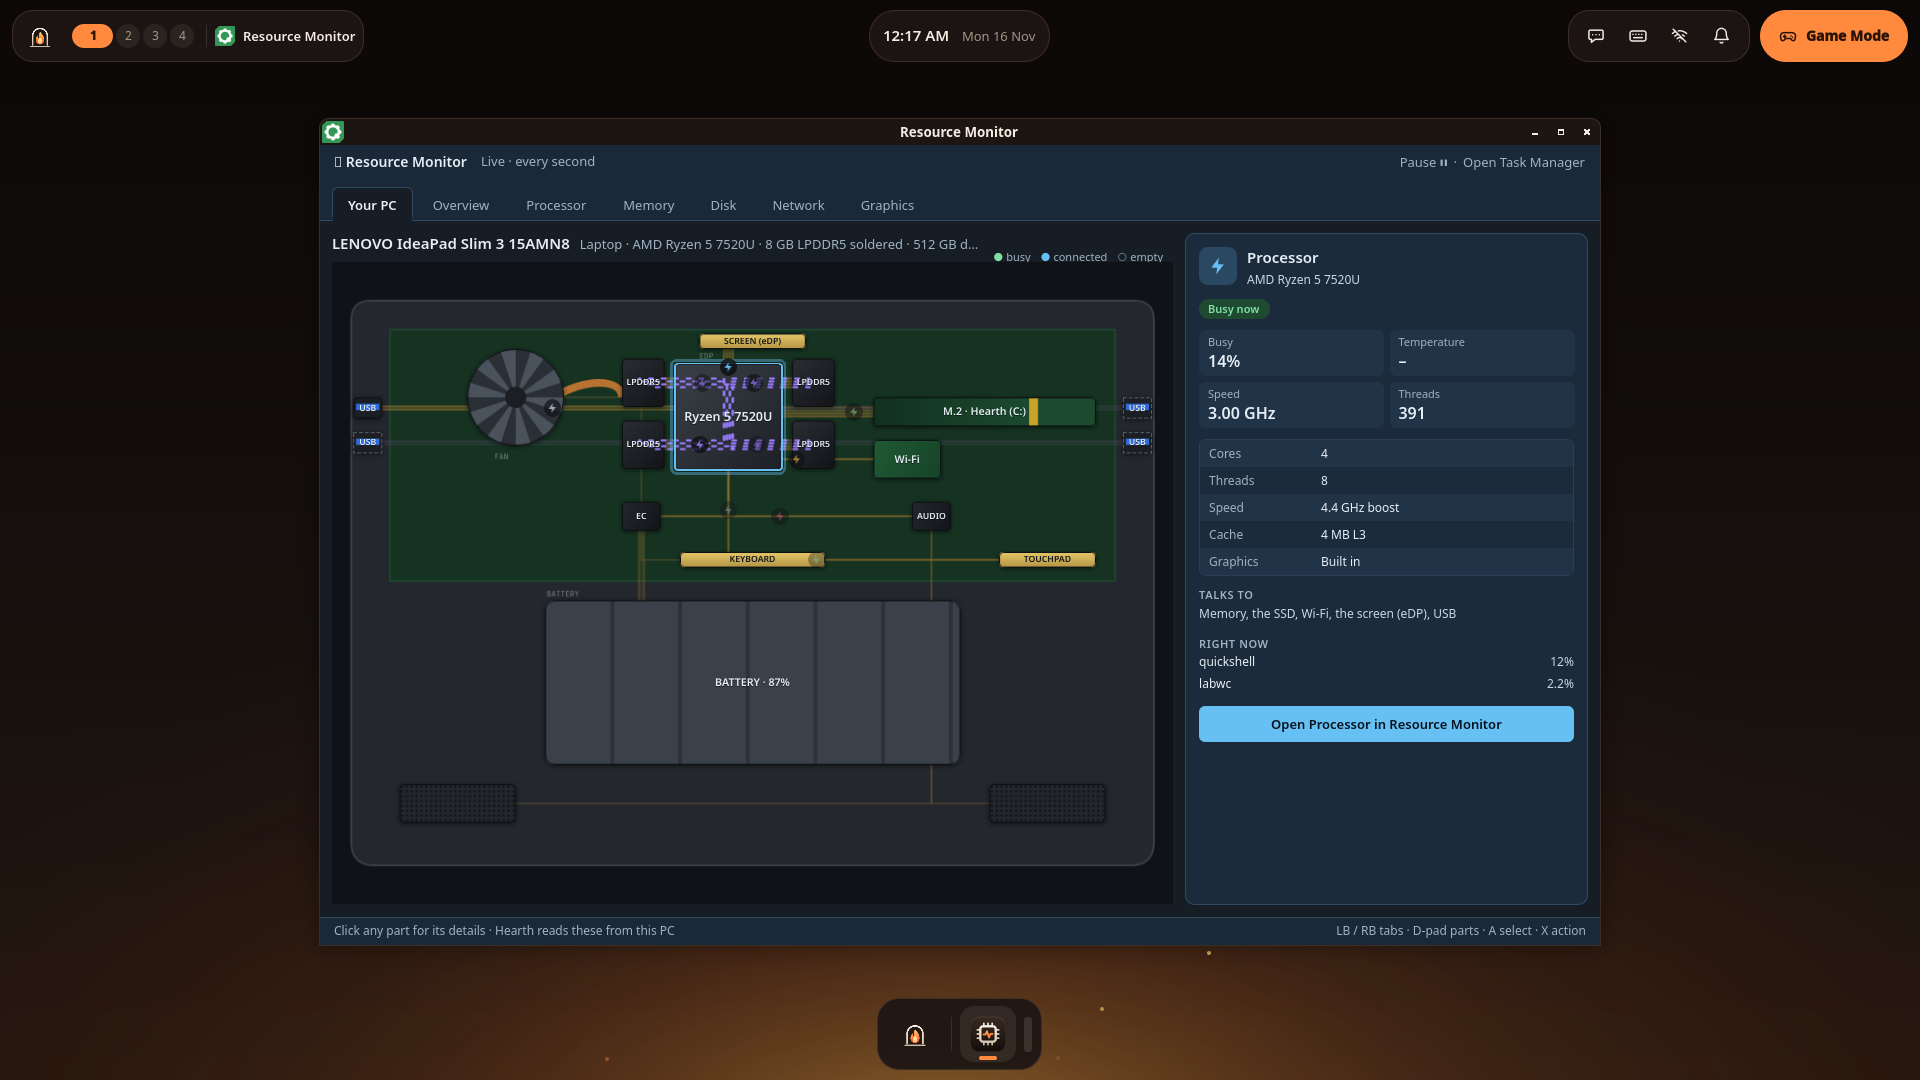 1 2 3 4 Resource Monitor
12:17 AM Mon 16 Nov
Game Mode
Resource Monitor
Resource Monitor Live · every second
Pause · Open Task Manager
Your PC Overview Processor Memory Disk Network Graphics
LENOVO IdeaPad Slim 3 15AMN8 Laptop · AMD Ryzen 5 7520U · 8 GB LPDDR5 soldered · 512 GB d...
busy connected empty
SCREEN (eDP)
EDP
LPDDR5 LPDDR5
USB USB
Ryzen 5 7520U
M.2 · Hearth (C:)
USB USB
LPDDR5 LPDDR5
FAN
Wi-Fi
EC AUDIO
KEYBOARD TOUCHPAD
BATTERY
BATTERY · 87%
Processor
AMD Ryzen 5 7520U
Busy now
Busy Temperature
14% –
Speed Threads
3.00 GHz 391
Cores 4
Threads 8
Speed 4.4 GHz boost
Cache 4 MB L3
Graphics Built in
TALKS TO
Memory, the SSD, Wi-Fi, the screen (eDP), USB
RIGHT NOW
quickshell 12%
labwc 2.2%
Open Processor in Resource Monitor
Click any part for its details · Hearth reads these from this PC
LB / RB tabs · D-pad parts · A select · X action